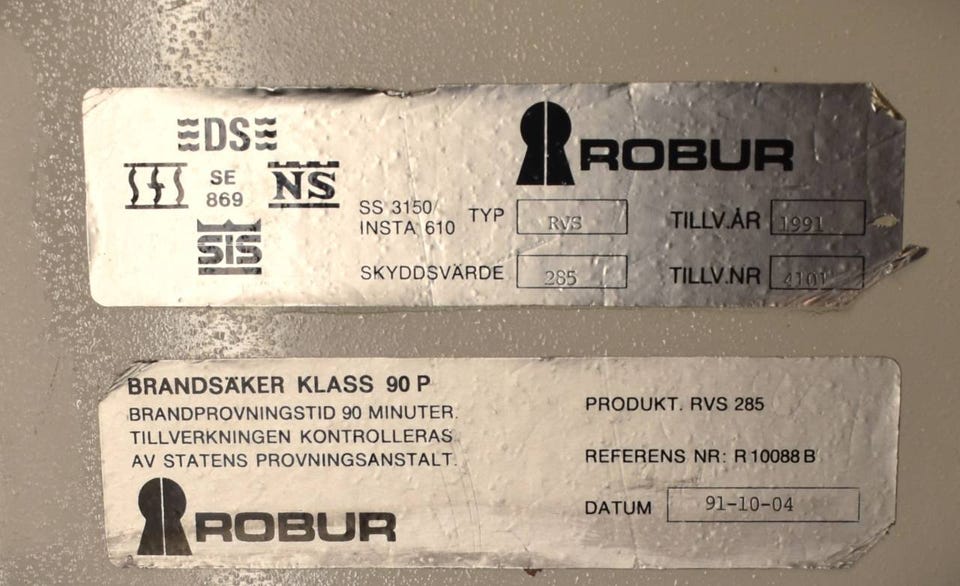 DS
SFS SE 869 NS
SIS
ROBUR
SS 3150/
INSTA 610
TYP RVS
TILLV.ÅR 1991
SKYDDSVÄRDE 285
TILLV.NR 4101
BRANDSÄKER KLASS 90 P
BRANDPROVNINGSTID 90 MINUTER.
TILLVERKNINGEN KONTROLLERAS
AV STATENS PROVNINGSANSTALT.
ROBUR
PRODUKT. RVS 285
REFERENS NR: R 10088 B
DATUM 91-10-04